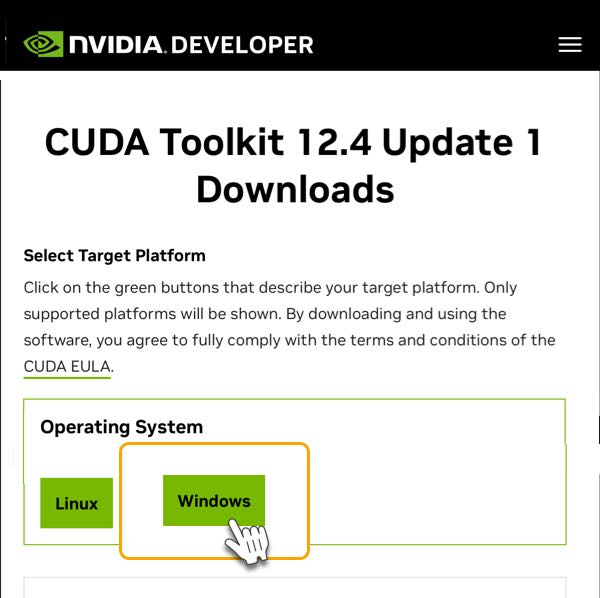 NVIDIA. DEVELOPER
CUDA Toolkit 12.4 Update 1
Downloads
Select Target Platform
Click on the green buttons that describe your target platform. Only
supported platforms will be shown. By downloading and using the
software, you agree to fully comply with the terms and conditions of the
CUDA EULA.
Operating System
Linux
Windows